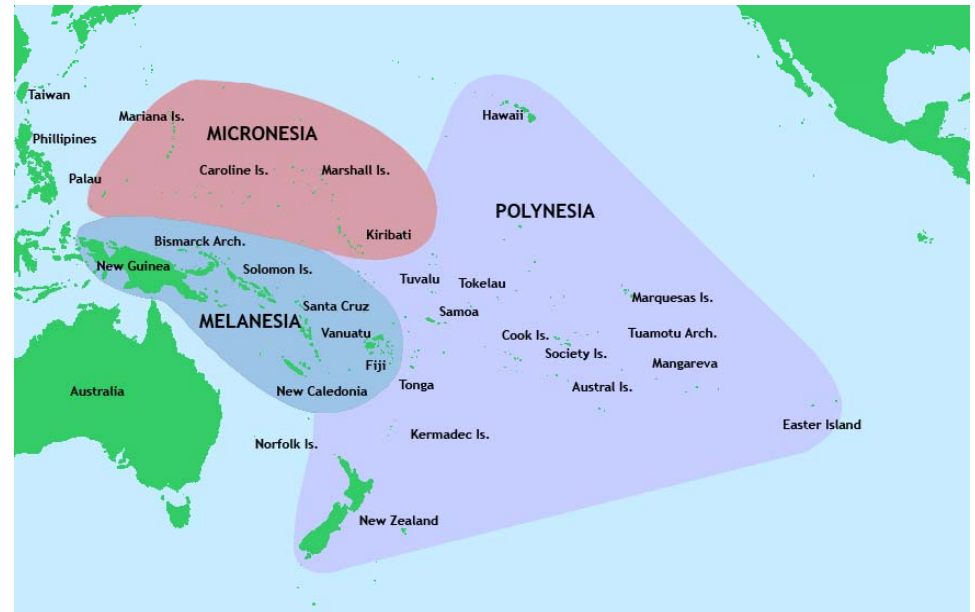 Taiwan
Mariana Is.
Hawaii
MICRONESIA
Phillipines
Caroline Is.
Marshall Is.
Palau
POLYNESIA
Kiribati
Bismarck Arch.
New Guinea
Solomon Is.
Tuvalu
Tokelau
Santa Cruz
Samoa
Marquesas Is.
MELANESIA
Vanuatu
Cook Is.
Tuamotu Arch.
Society Is.
Fiji
Mangareva
Tonga
Austral Is.
Australia
New Caledonia
Easter Island
Norfolk Is.
Kermadec Is.
New Zealand